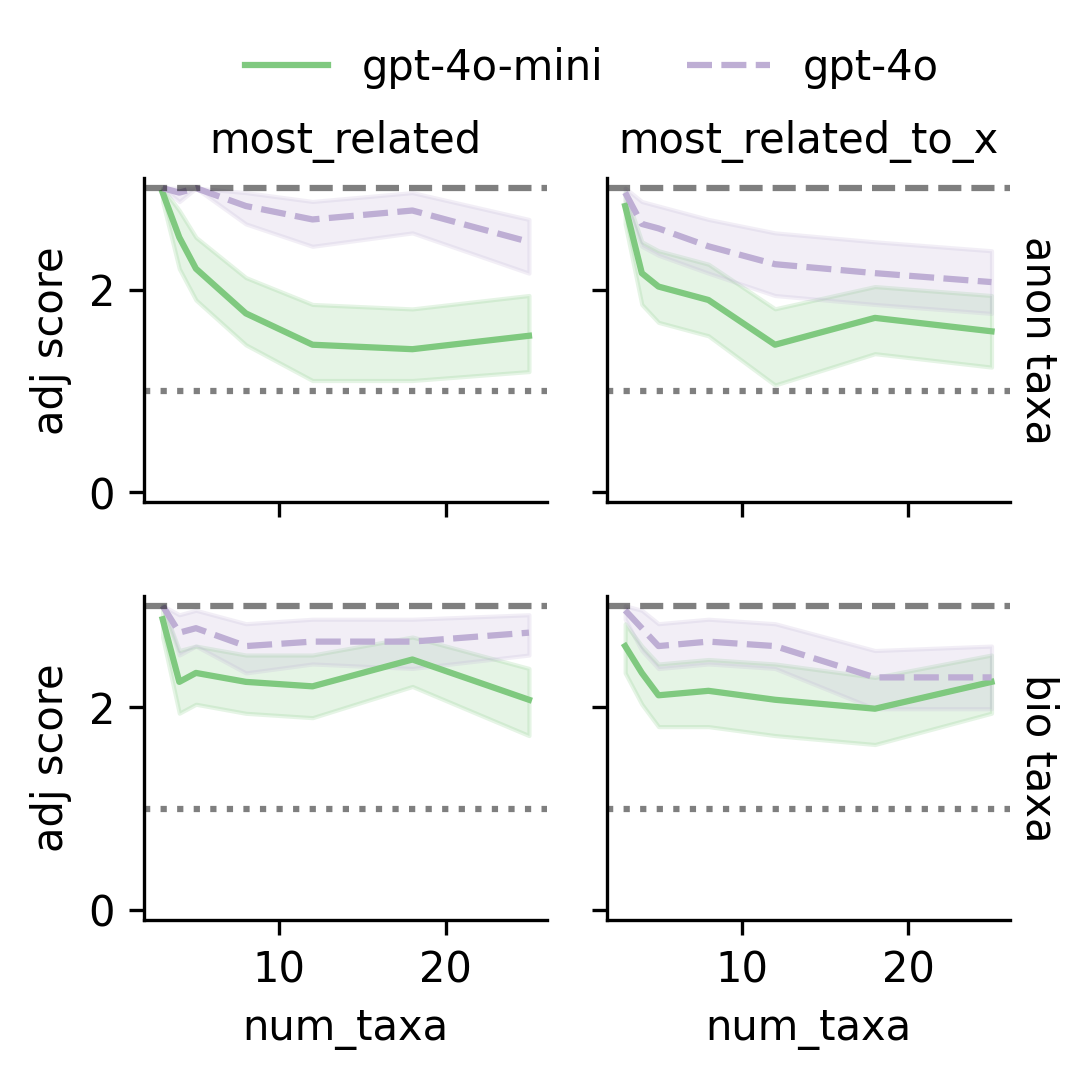 gpt-4o-mini gpt-4o
most_related most_related_to_x
adj score
2
0
anon taxa
adj score
2
0
bio taxa
10 20 10 20
num_taxa num_taxa